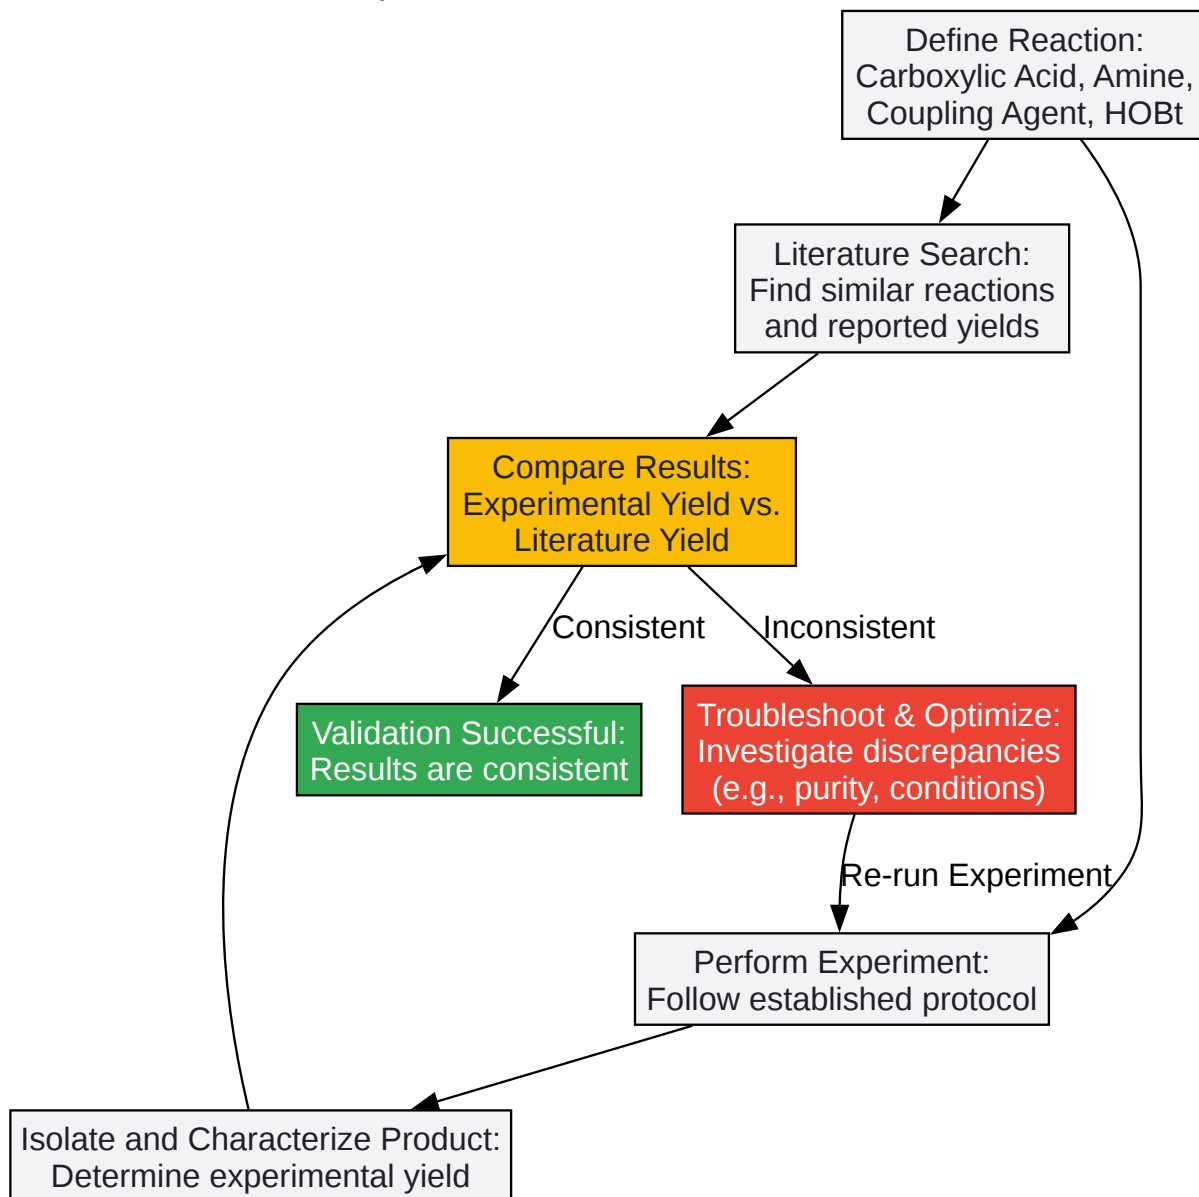 Define Reaction:
Carboxylic Acid, Amine,
Coupling Agent, HOBt
Literature Search:
Find similar reactions
and reported yields
Compare Results:
Experimental Yield vs.
Literature Yield
Consistent
Inconsistent
Validation Successful:
Results are consistent
Troubleshoot & Optimize:
Investigate discrepancies
(e.g., purity, conditions)
Re-run Experiment
Perform Experiment:
Follow established protocol
Isolate and Characterize Product:
Determine experimental yield